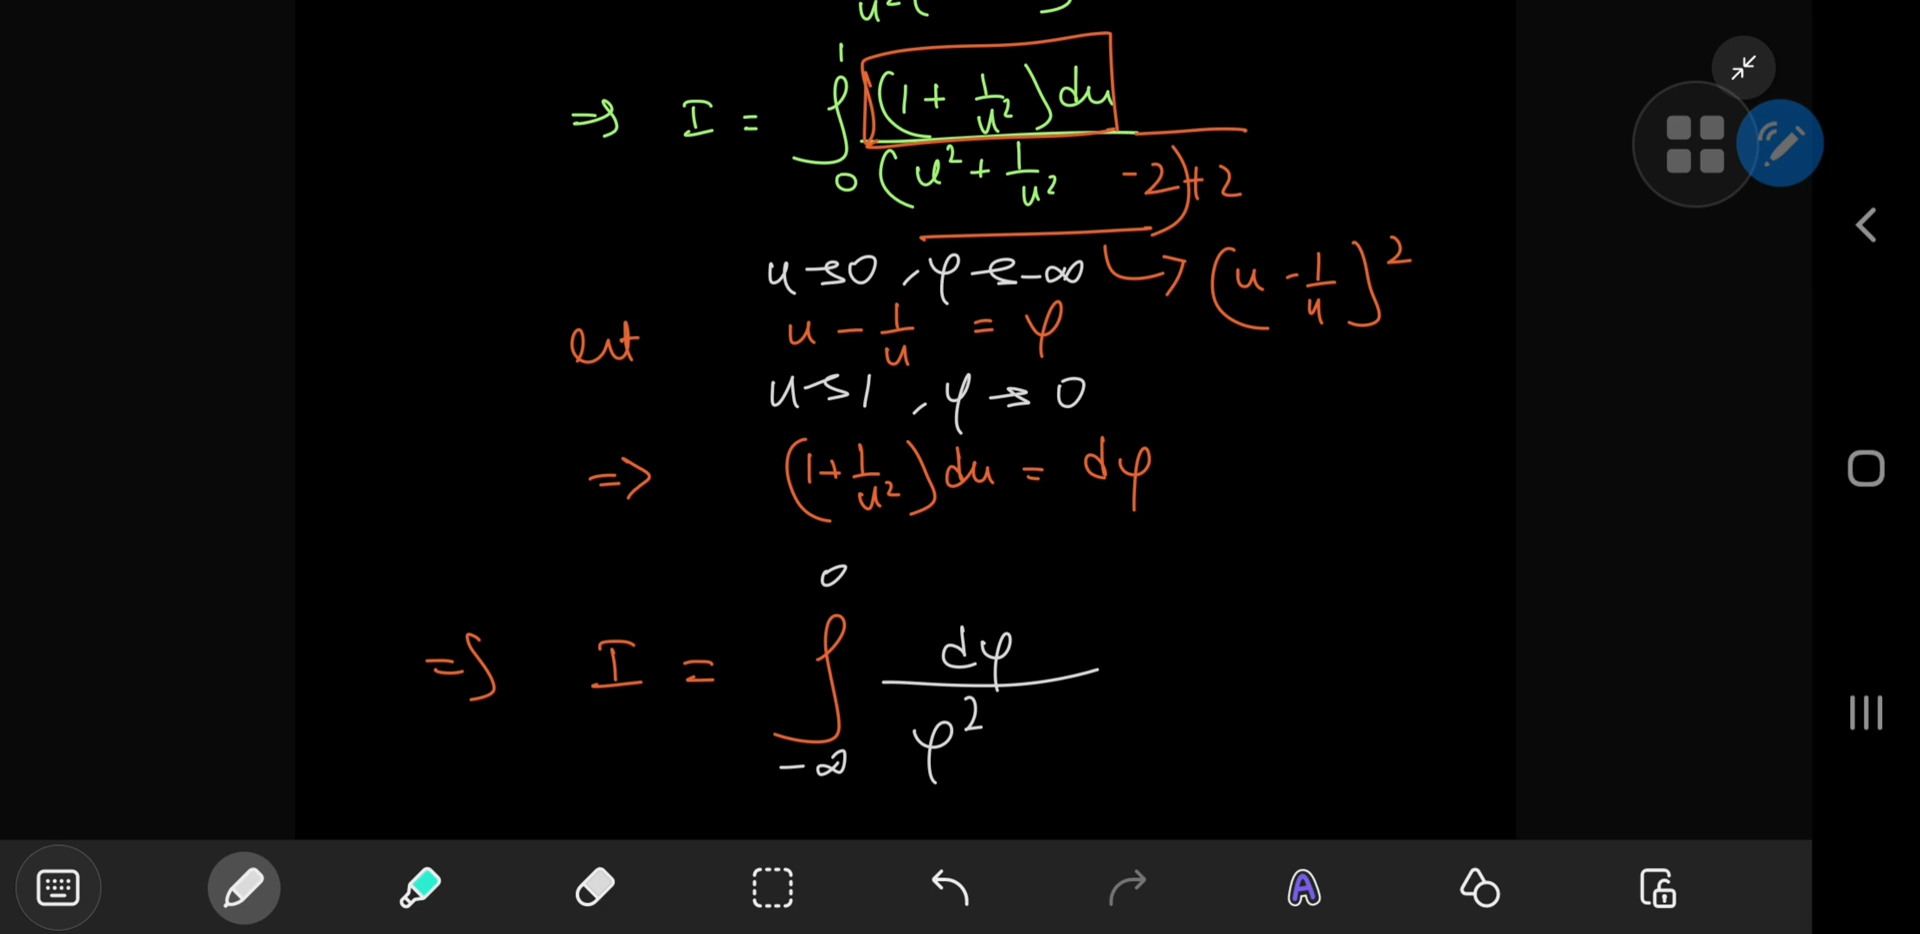 ⇒ I = ∫₀¹ (1 + 1/u²) du / (u² + 1/u² - 2) + 2
u → 0, φ → -∞ ↳ (u - 1/u)²
u - 1/u = φ
u → 1, φ → 0
⇒ (1 + 1/u²) du = dφ
⇒ I = ∫_{-∞}^{0} dφ / φ²